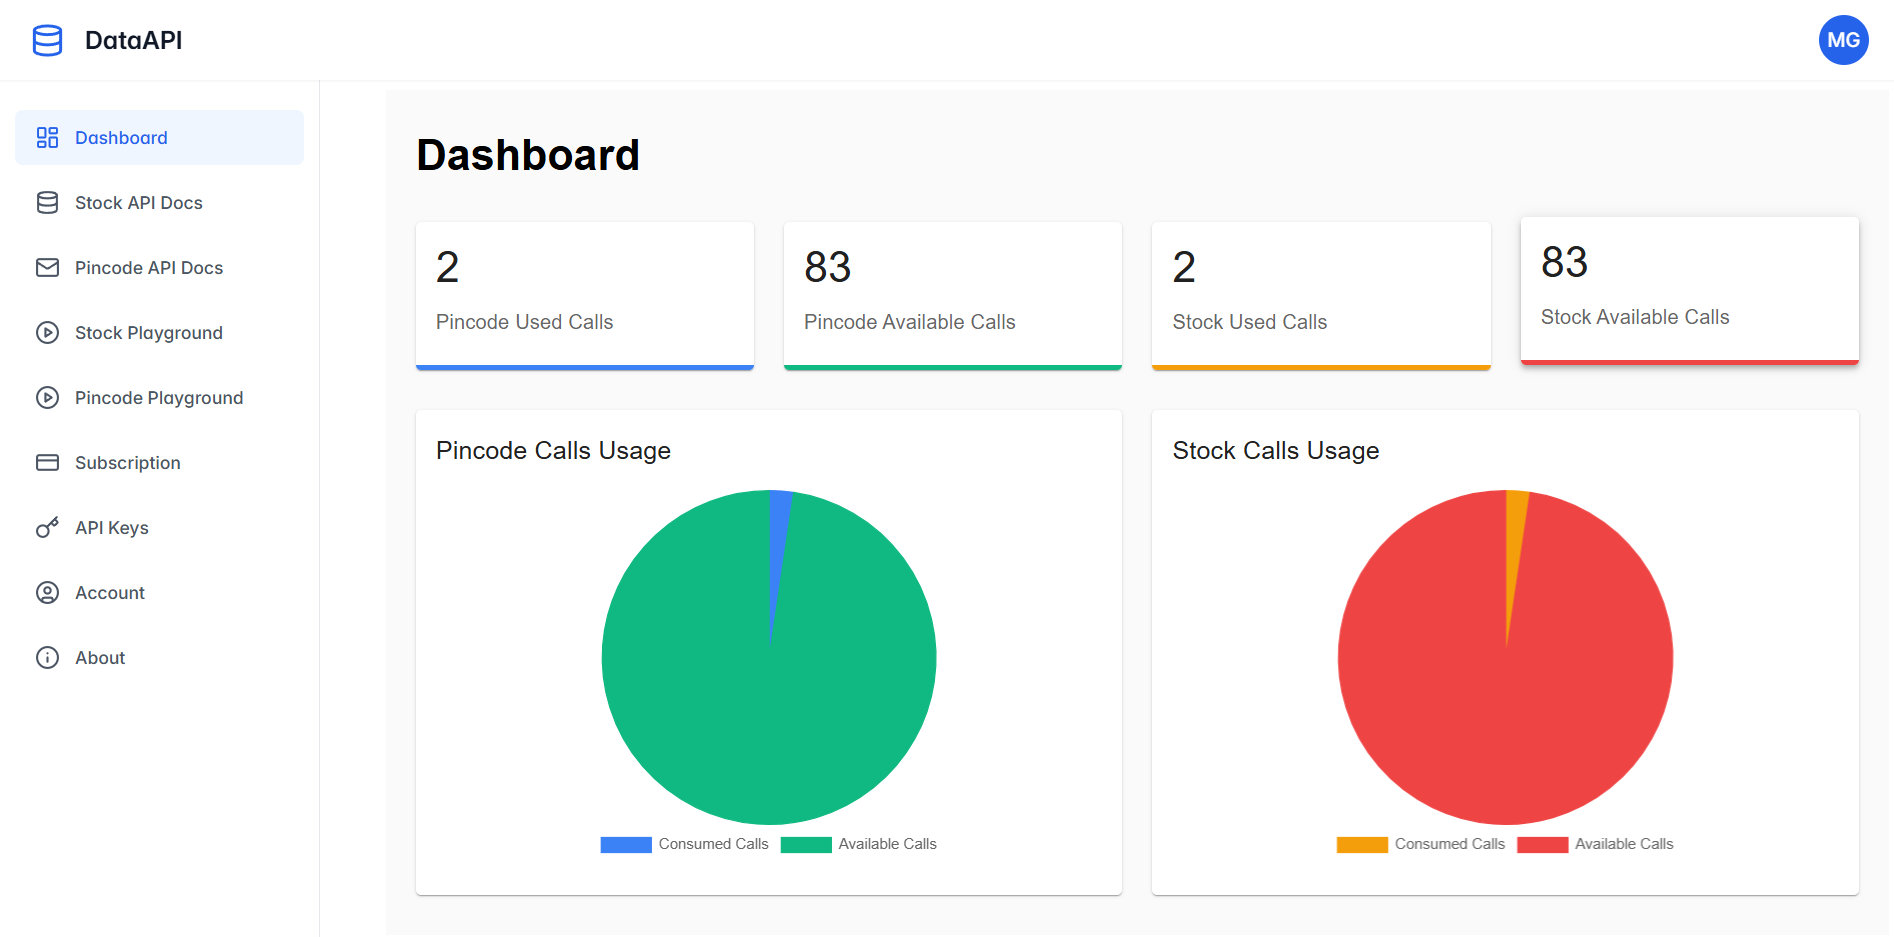 DataAPI
MG
Dashboard
Stock API Docs
Pincode API Docs
Stock Playground
Pincode Playground
Subscription
API Keys
Account
About
Dashboard
2
Pincode Used Calls
83
Pincode Available Calls
2
Stock Used Calls
83
Stock Available Calls
Pincode Calls Usage
Consumed Calls
Available Calls
Stock Calls Usage
Consumed Calls
Available Calls